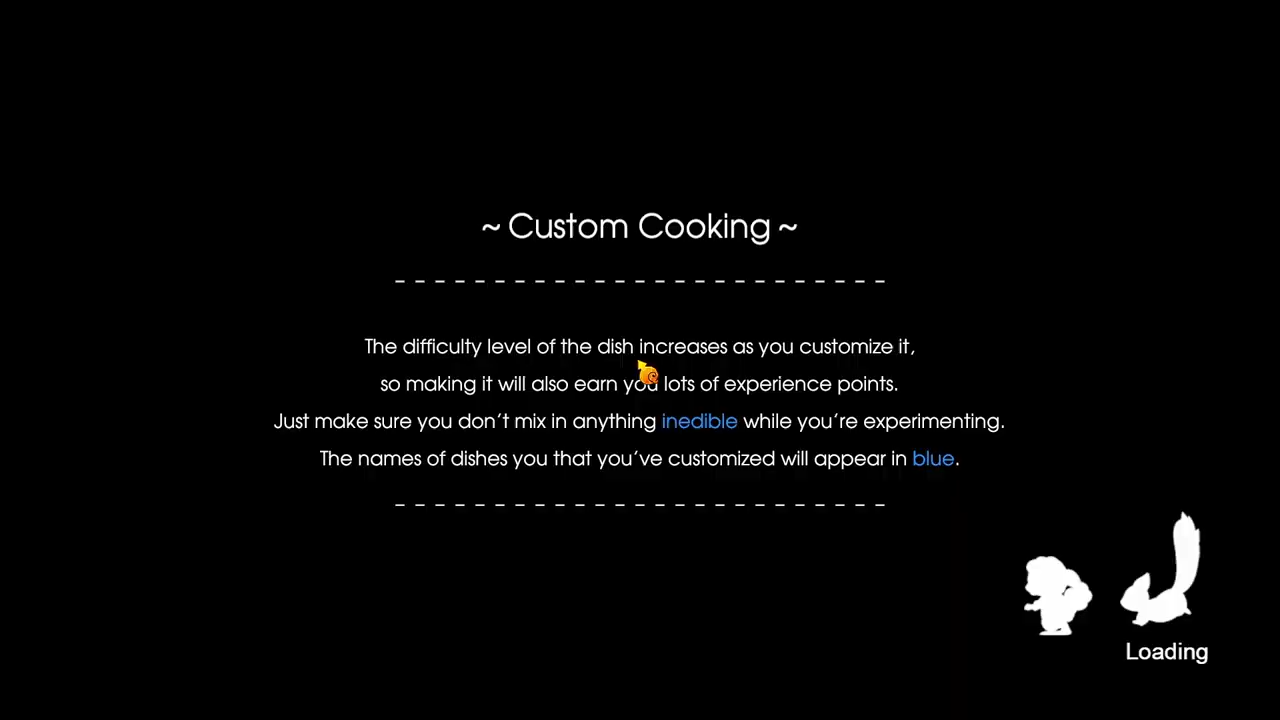 ~ Custom Cooking ~
The difficulty level of the dish increases as you customize it,
so making it will also earn you lots of experience points.
Just make sure you don't mix in anything inedible while you're experimenting.
The names of dishes you that you've customized will appear in blue.
Loading